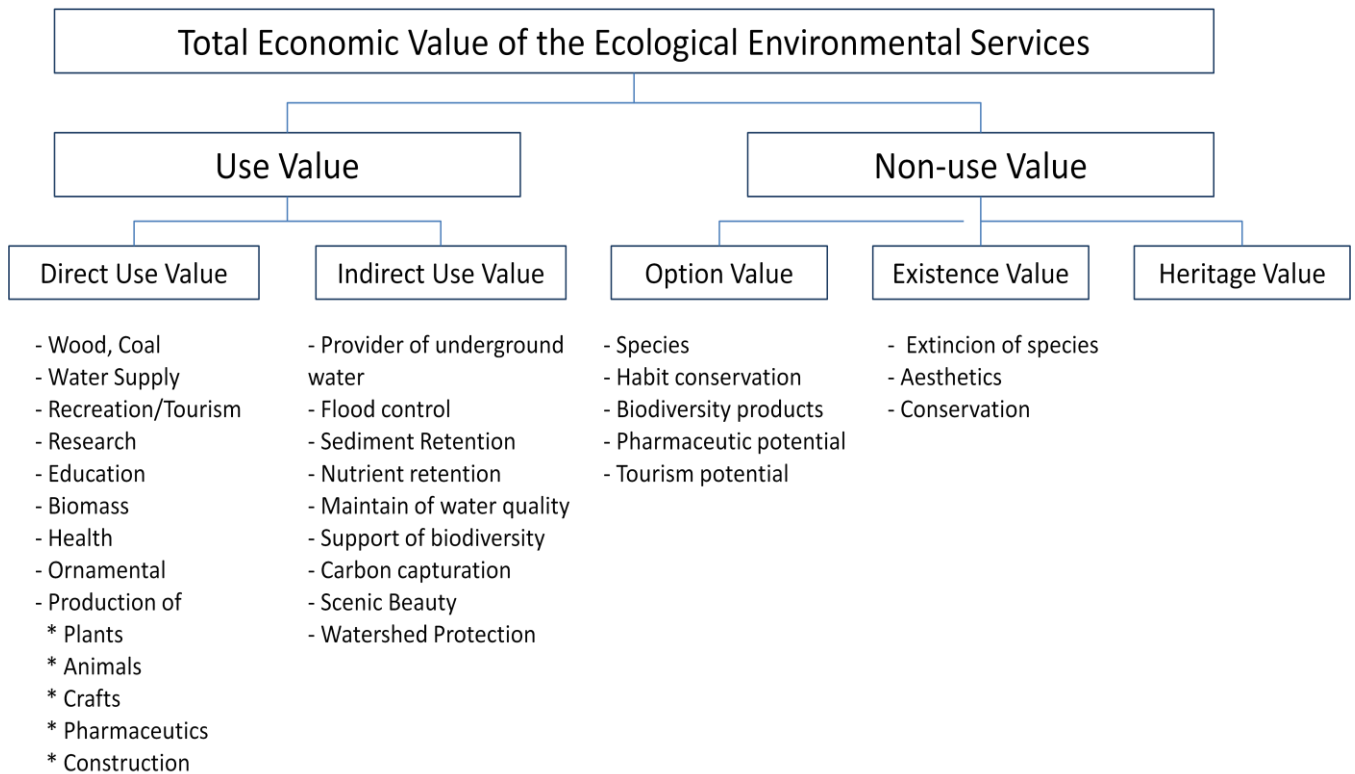 Total Economic Value of the Ecological Environmental Services
Use Value
Non-use Value
Direct Use Value
Indirect Use Value
Option Value
Existence Value
Heritage Value
- Wood, Coal
- Water Supply
- Recreation/Tourism
- Research
- Education
- Biomass
- Health
- Ornamental
- Production of
* Plants
* Animals
* Crafts
* Pharmaceutics
* Construction
- Provider of underground
water
- Flood control
- Sediment Retention
- Nutrient retention
- Maintain of water quality
- Support of biodiversity
- Carbon capturation
- Scenic Beauty
- Watershed Protection
- Species
- Habit conservation
- Biodiversity products
- Pharmaceutic potential
- Tourism potential
- Extincion of species
- Aesthetics
- Conservation